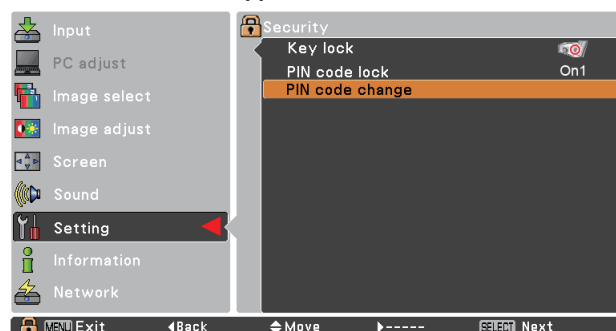 Input
PC adjust
Image select
Image adjust
Screen
Sound
Setting
Information
Network
Security
Key lock
PIN code lock On1
PIN code change
MENU Exit Back Move ----- SELECT Next